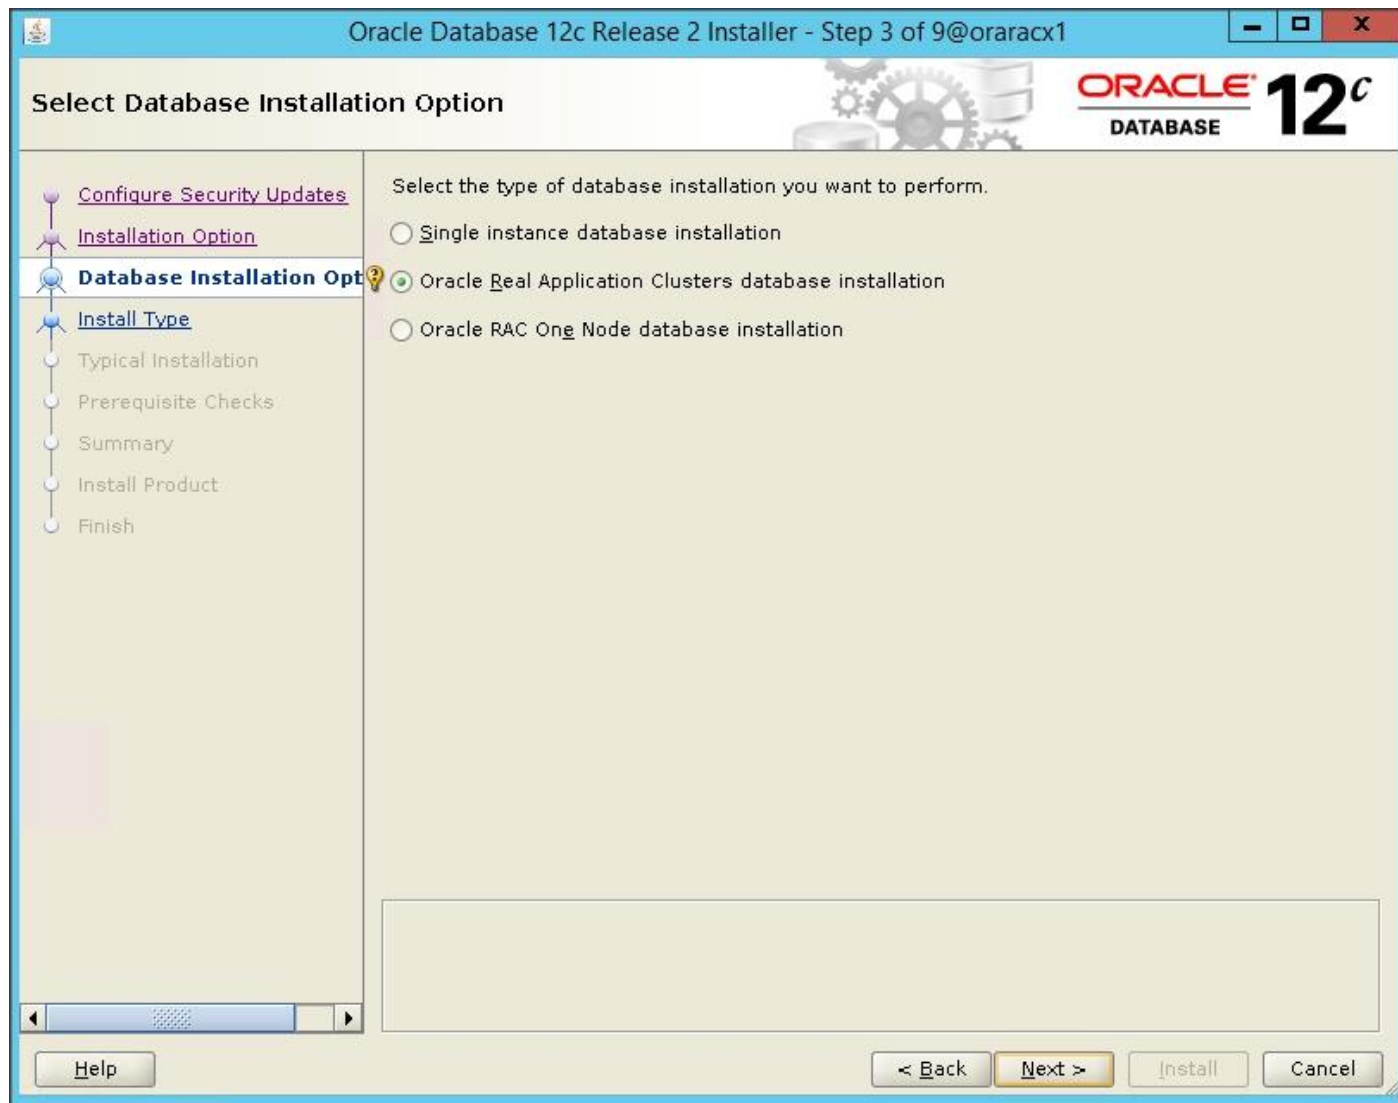 Oracle Database 12c Release 2 Installer - Step 3 of 9@oraracx1
Select Database Installation Option
ORACLE
DATABASE
12c
Configure Security Updates
Installation Option
Database Installation Opt
Install Type
Typical Installation
Prerequisite Checks
Summary
Install Product
Finish
Select the type of database installation you want to perform.
Single instance database installation
Oracle Real Application Clusters database installation
Oracle RAC One Node database installation
Help
< Back
Next >
Install
Cancel